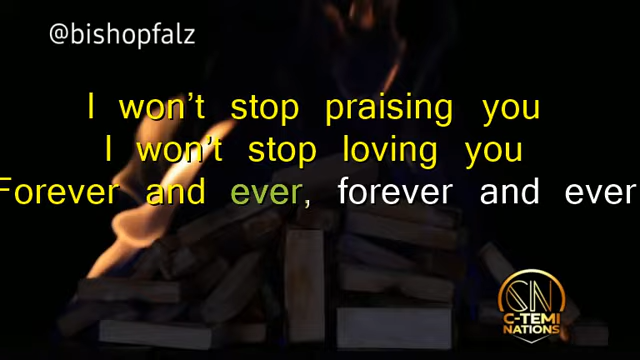 @bishopfalz
I won't stop praising you
I won't stop loving you
Forever and ever, forever and ever
C-TEMI
NATIONS